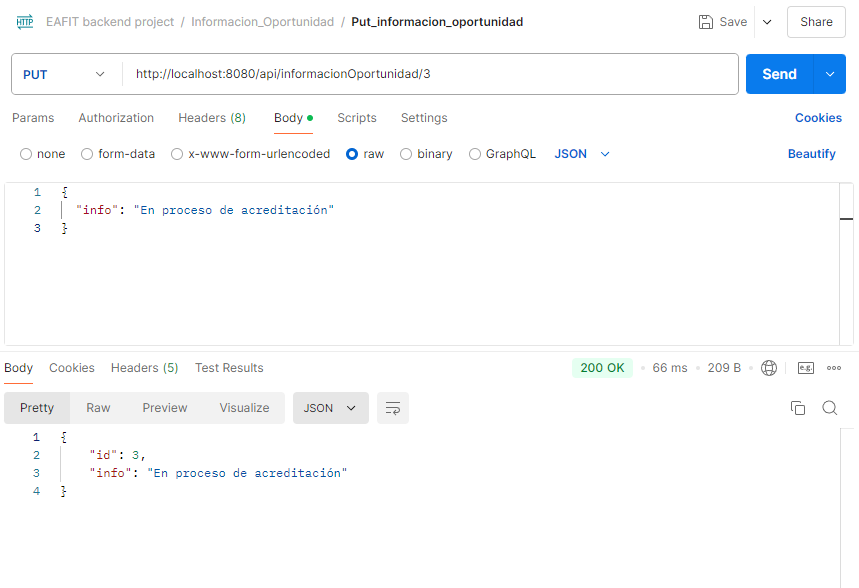 HTTP EAFIT backend project / Informacion_Oportunidad / Put_informacion_oportunidad Save Share
PUT http://localhost:8080/api/informacionOportunidad/3 Send
Params Authorization Headers (8) Body Scripts Settings Cookies
none form-data x-www-form-urlencoded raw binary GraphQL JSON Beautify
1 {
2 "info": "En proceso de acreditación"
3 }
Body Cookies Headers (5) Test Results 200 OK 66 ms 209 B e.g.
Pretty Raw Preview Visualize JSON
1 {
2 "id": 3,
3 "info": "En proceso de acreditación"
4 }